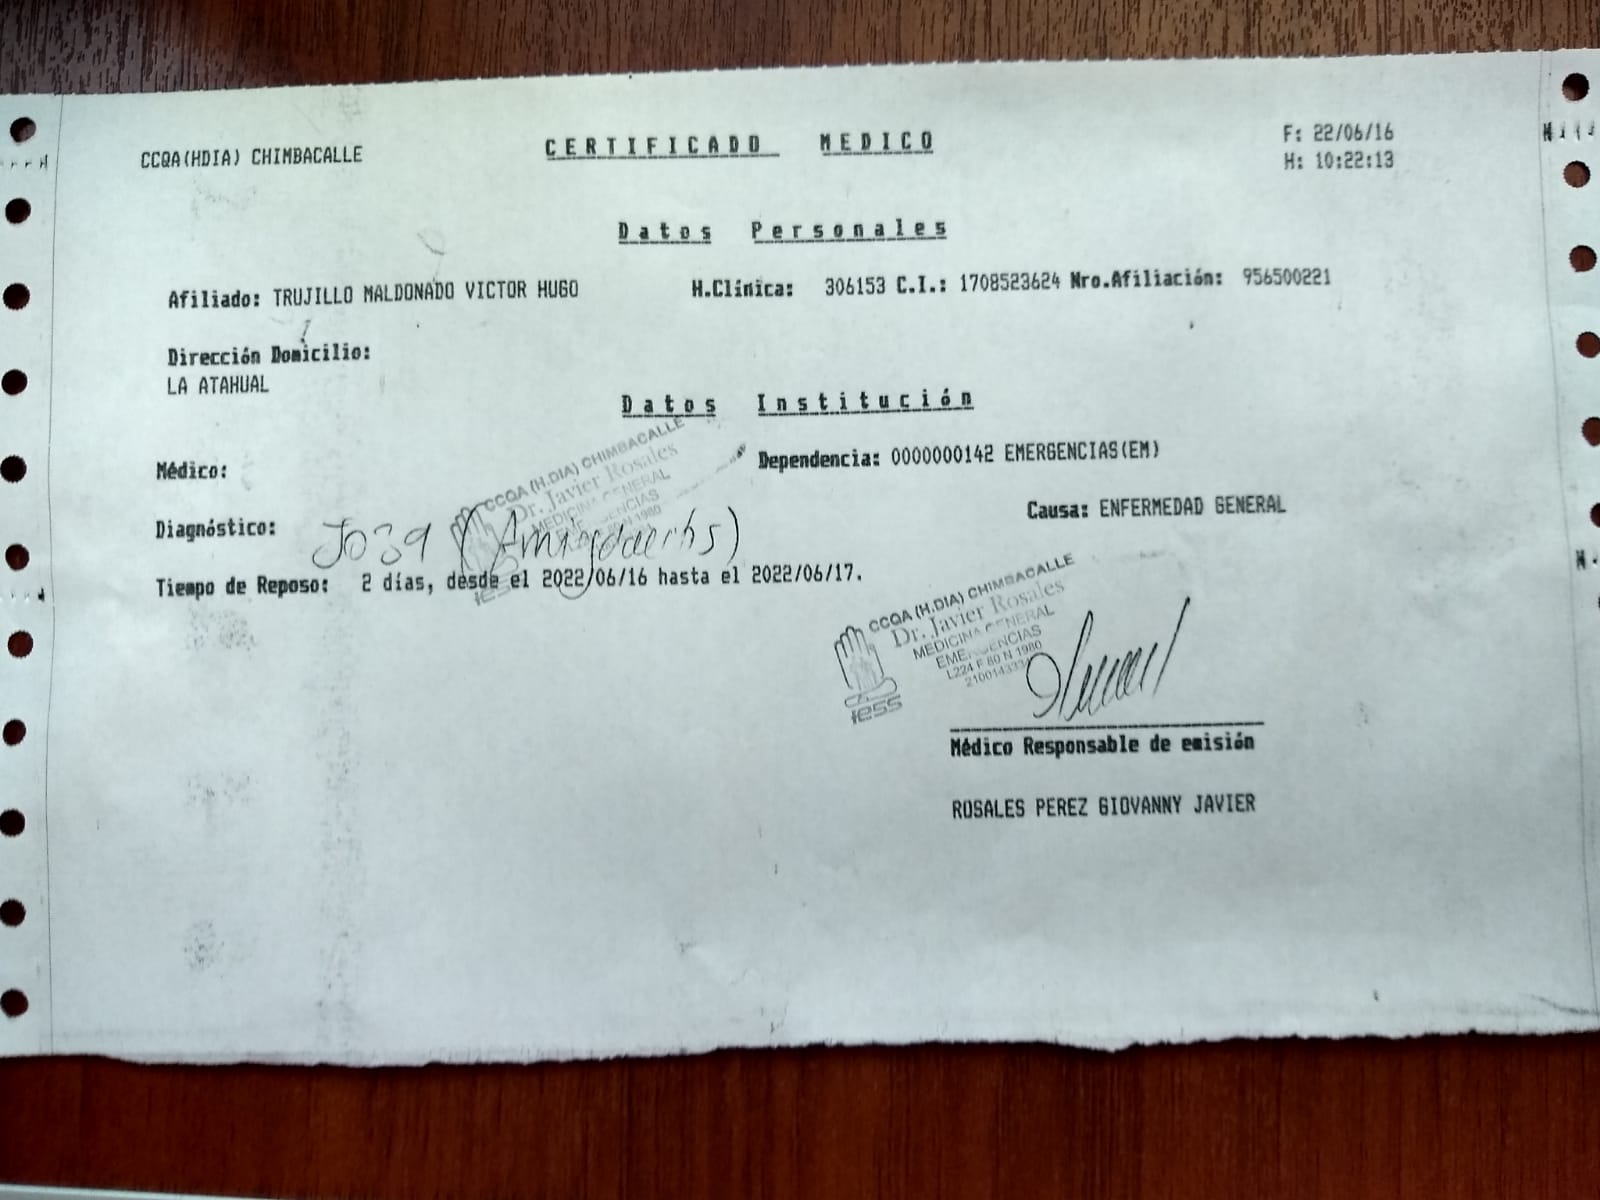 CCQA(HDIA) CHIMBACALLE
CERTIFICADO MEDICO
F: 22/06/16
H: 10:22:13
Datos Personales
Afiliado: TRUJILLO MALDONADO VICTOR HUGO H.Clínica: 306153 C.I.: 1708523624 Nro.Afiliación: 956500221
Dirección Domicilio:
LA ATAHUAL
Datos Institución
Médico:
Dependencia: 0000000142 EMERGENCIAS(EM)
CCQA (H.DIA) CHIMBACALLE
Dr. Javier Rosales
MEDICINA GENERAL
EMERGENCIAS
Causa: ENFERMEDAD GENERAL
Diagnóstico: J039 (Amigdalitis)
Tiempo de Reposo: 2 días, desde el 2022/06/16 hasta el 2022/06/17.
CCQA (H.DIA) CHIMBACALLE
Dr. Javier Rosales
MEDICINA GENERAL
EMERGENCIAS
L224 F 80 N 1980
iess
Médico Responsable de emisión
ROSALES PEREZ GIOVANNY JAVIER